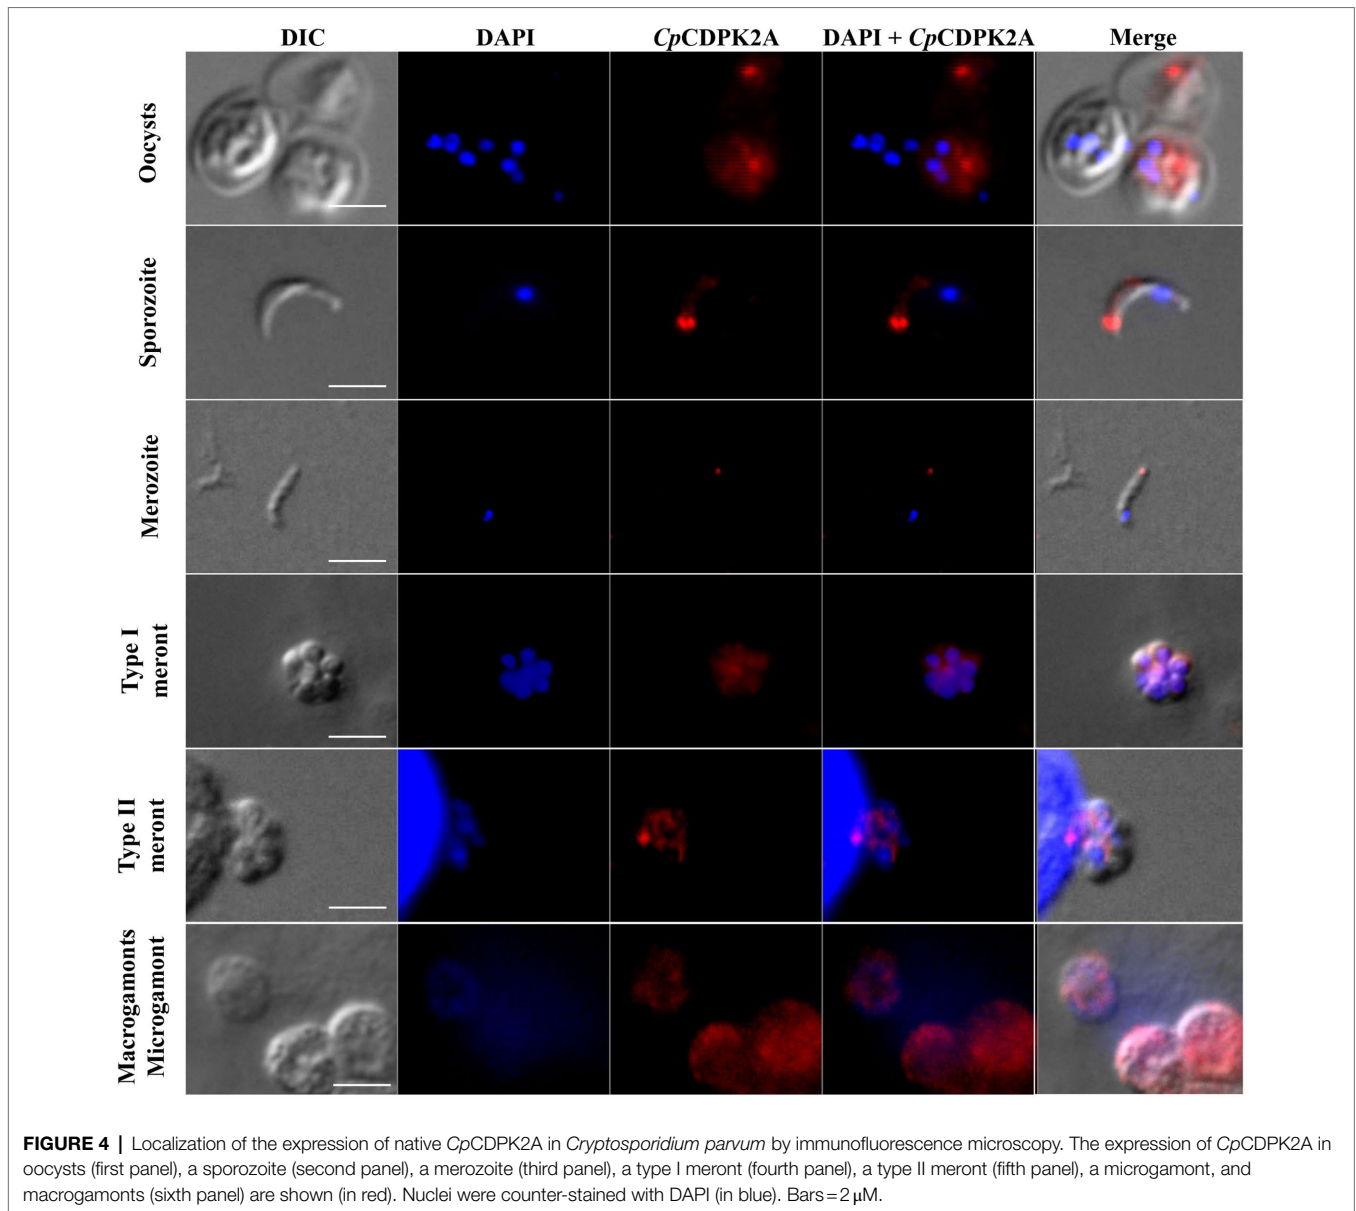 DIC DAPI CpCDPK2A DAPI + CpCDPK2A Merge
Oocysts
Sporozoite
Merozoite
Type I
meront
Type II
meront
Macrogamonts
Microgamont
FIGURE 4 | Localization of the expression of native CpCDPK2A in Cryptosporidium parvum by immunofluorescence microscopy. The expression of CpCDPK2A in
oocysts (first panel), a sporozoite (second panel), a merozoite (third panel), a type I meront (fourth panel), a type II meront (fifth panel), a microgamont, and
macrogamonts (sixth panel) are shown (in red). Nuclei were counter-stained with DAPI (in blue). Bars = 2 μM.